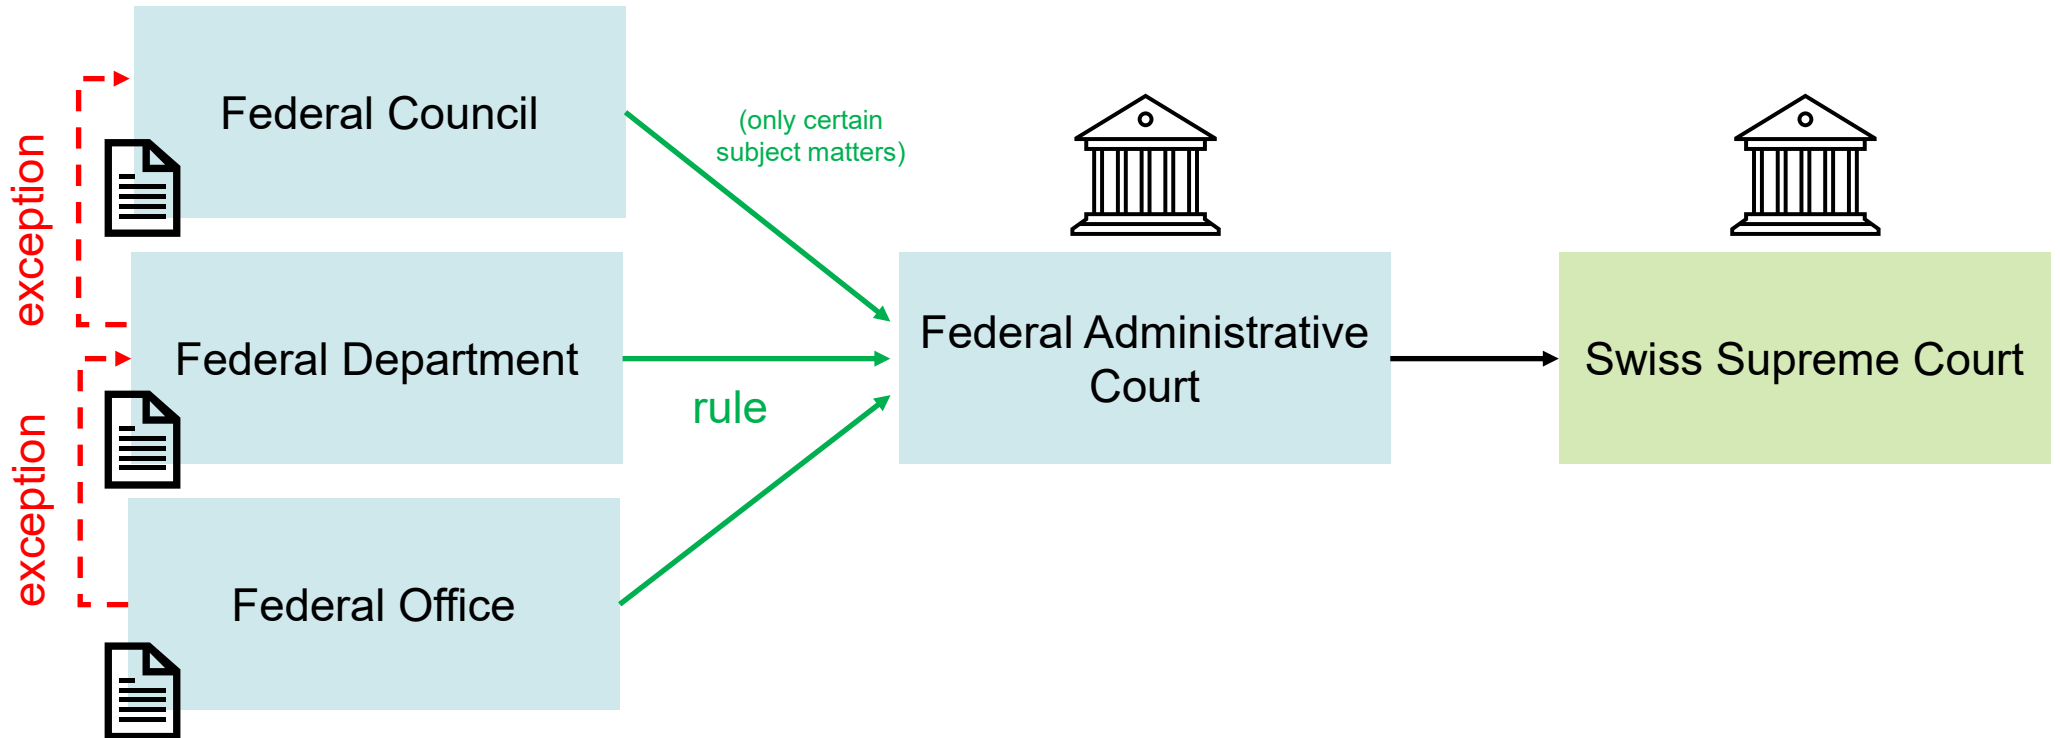 Federal Council
(only certain
subject matters)
exception
Federal Department
rule
Federal Administrative
Court
Swiss Supreme Court
exception
Federal Office